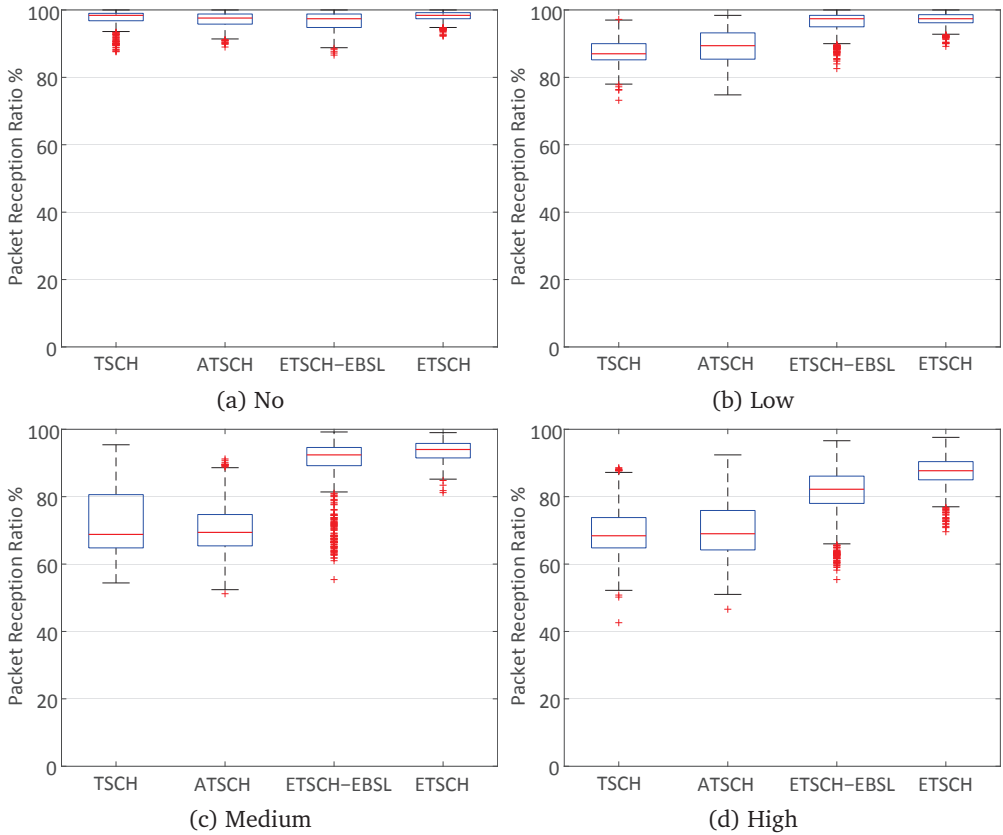 Packet Reception Ratio %
100
80
60
40
20
0
TSCH
ATSCH
ETSCH−EBSL
ETSCH
(a) No
Packet Reception Ratio %
100
80
60
40
20
0
TSCH
ATSCH
ETSCH−EBSL
ETSCH
(b) Low
Packet Reception Ratio %
100
80
60
40
20
0
TSCH
ATSCH
ETSCH−EBSL
ETSCH
(c) Medium
Packet Reception Ratio %
100
80
60
40
20
0
TSCH
ATSCH
ETSCH−EBSL
ETSCH
(d) High